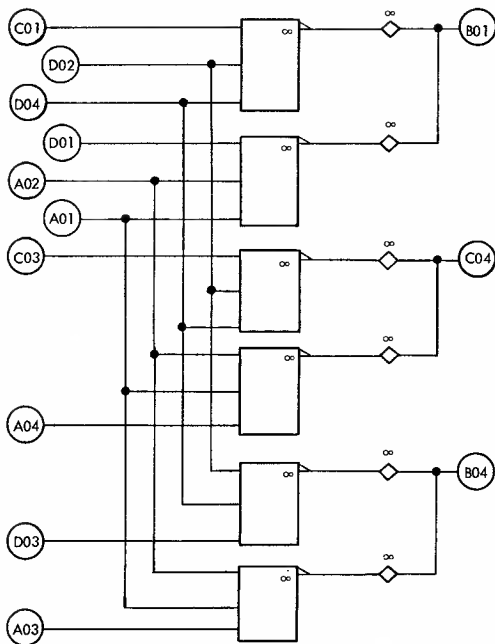 C01
∞
∞
B01
D02
D04
D01
∞
∞
A02
A01
C03
∞
∞
C04
∞
∞
A04
∞
∞
B04
D03
∞
∞
A03